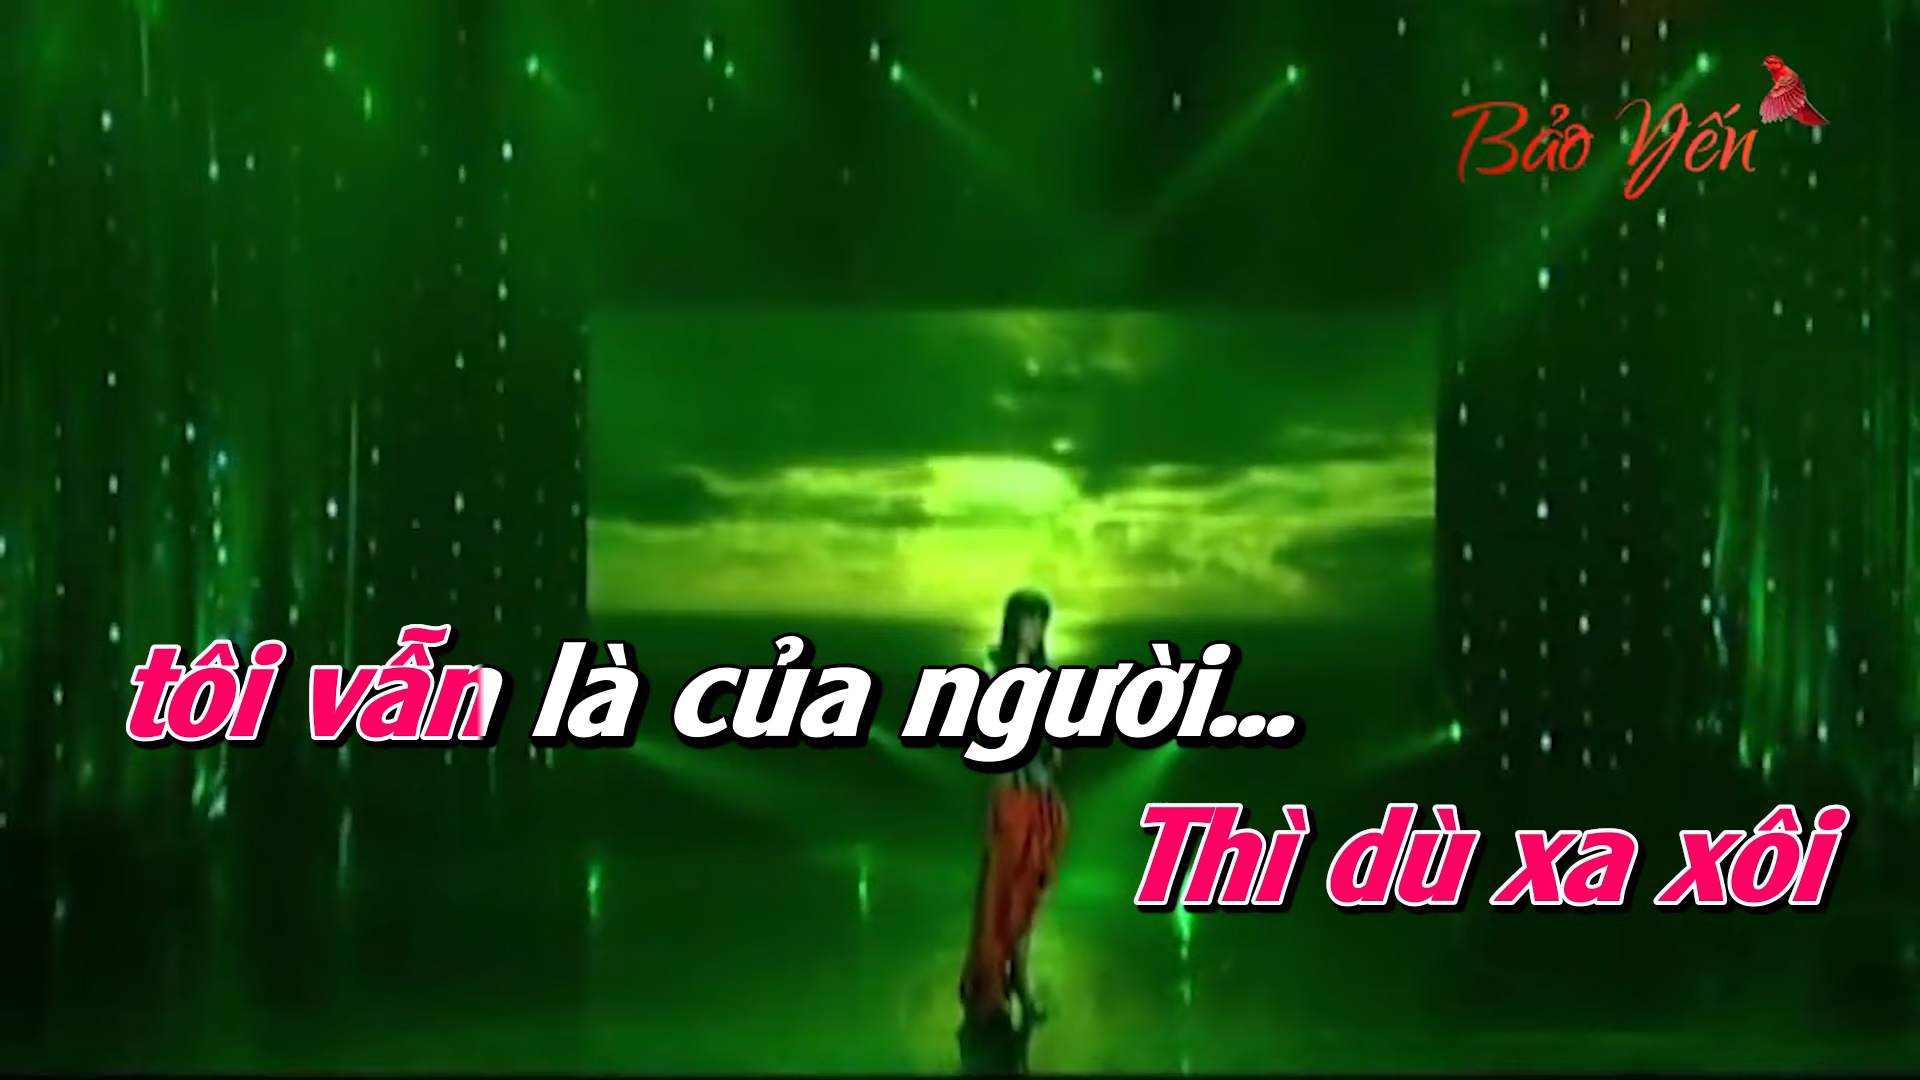 Bảo Yến
tôi vẫn là của người...
Thì dù xa xôi